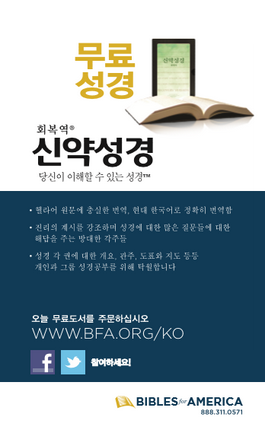 무료
성경
신약성경
회복역®
신약성경
당신이 이해할 수 있는 성경™
• 헬라어 원문에 충실한 번역, 현대 한국어로 정확히 번역함
• 진리의 제시를 강조하며 성경에 대한 많은 질문들에 대한
해답을 주는 방대한 각주들
• 성경 각 권에 대한 개요, 관주, 도표와 지도 등등
개인과 그룹 성경공부를 위해 탁월합니다
오늘 무료도서를 주문하십시오
WWW.BFA.ORG/KO
참여하세요!
BIBLES for AMERICA
888.311.0571